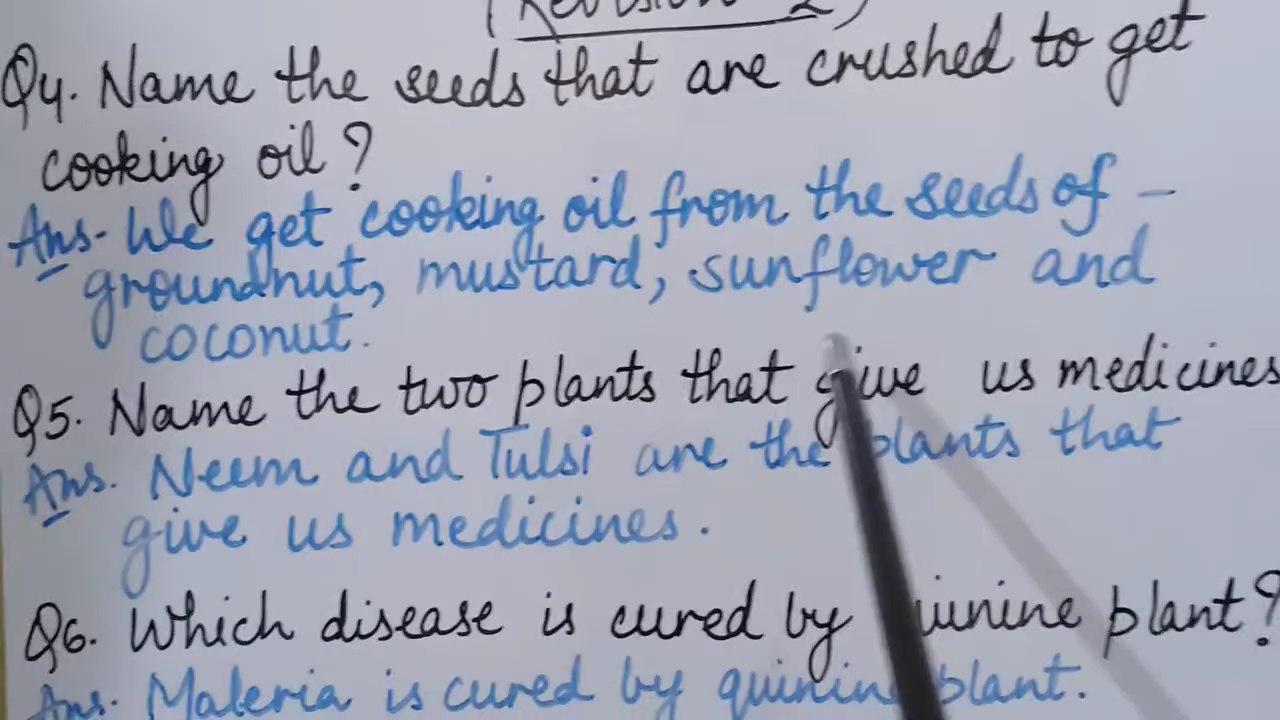 (Revision - 2)
Q4. Name the seeds that are crushed to get
cooking oil?
Ans- We get cooking oil from the seeds of –
groundnut, mustard, sunflower and
coconut.
Q5. Name the two plants that give us medicines
Ans. Neem and Tulsi are the plants that
give us medicines.
Q6. Which disease is cured by quinine plant?
Ans. Maleria is cured by quinine plant.